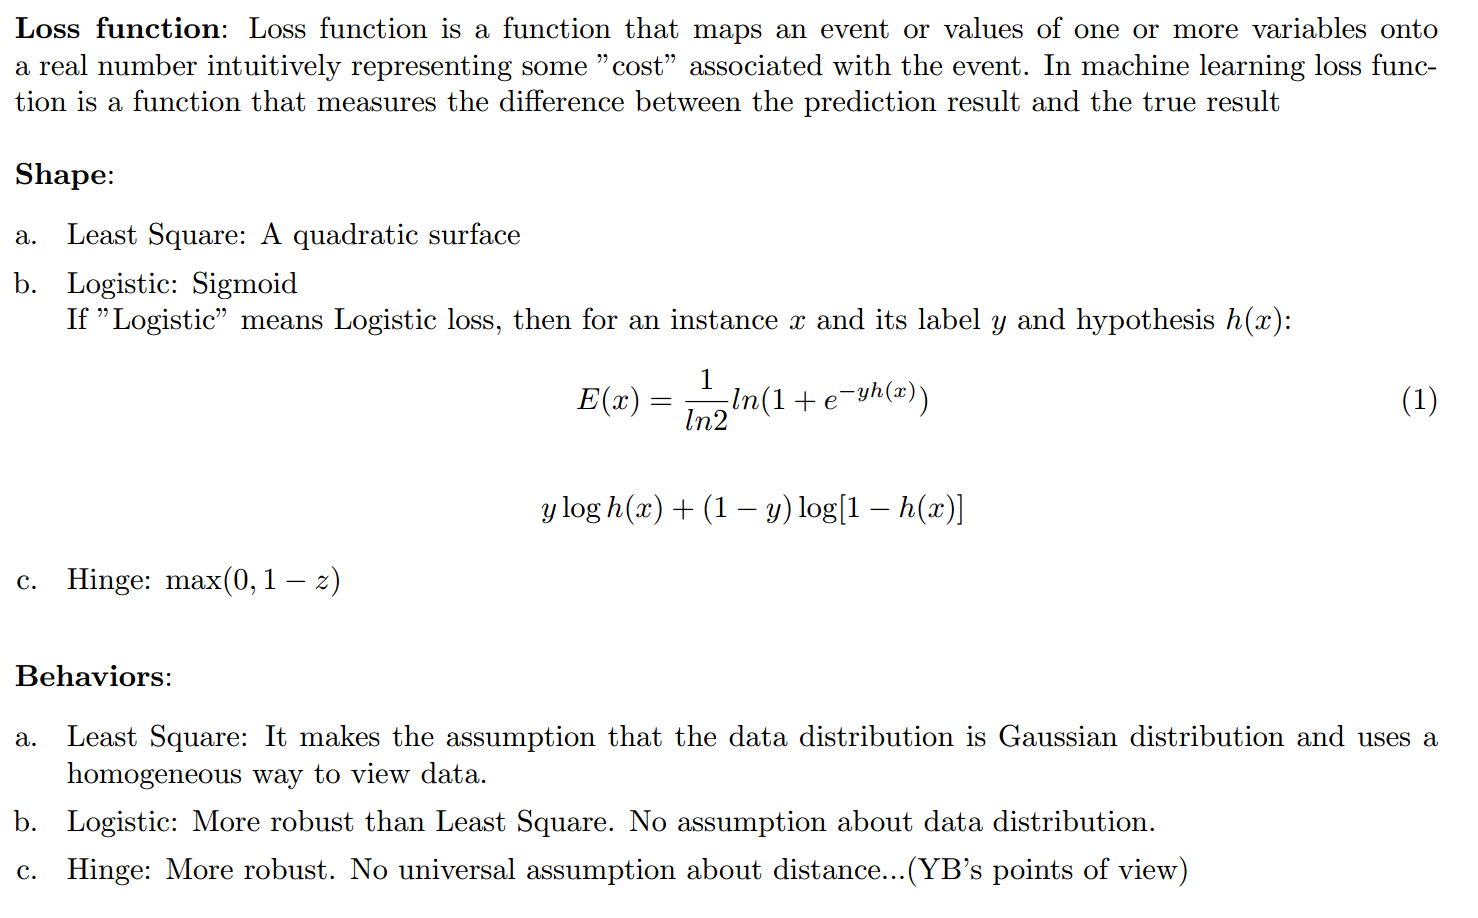 Loss function: Loss function is a function that maps an event or values of one or more variables onto
a real number intuitively representing some ”cost” associated with the event. In machine learning loss func-
tion is a function that measures the difference between the prediction result and the true result
Shape:
a. Least Square: A quadratic surface
b. Logistic: Sigmoid
If ”Logistic” means Logistic loss, then for an instance x and its label y and hypothesis h(x):
E(x) = \frac{1}{ln2} ln(1 + e^{−yh(x)}) (1)
y log h(x) + (1 − y) log[1 − h(x)]
c. Hinge: max(0, 1 − z)
Behaviors:
a. Least Square: It makes the assumption that the data distribution is Gaussian distribution and uses a
homogeneous way to view data.
b. Logistic: More robust than Least Square. No assumption about data distribution.
c. Hinge: More robust. No universal assumption about distance...(YB’s points of view)